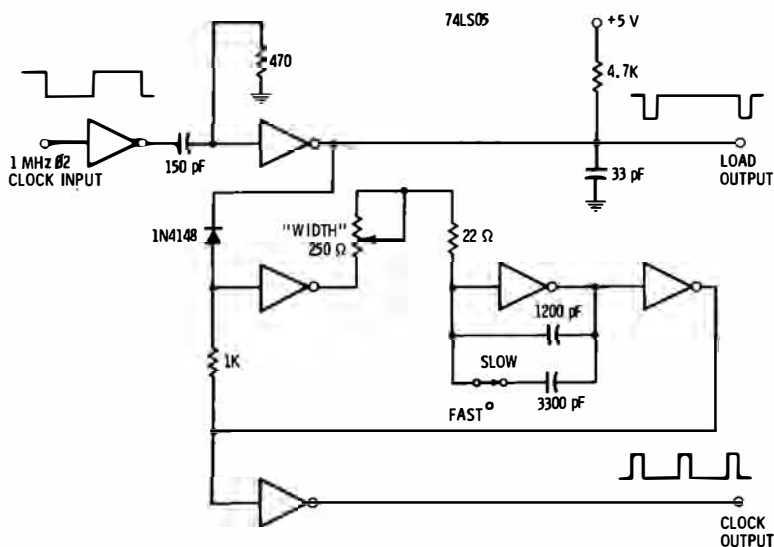 74LS05
+5 V
470
4.7K
1 MHz Ø2
CLOCK INPUT
150 pF
LOAD
OUTPUT
33 pF
1N4148
"WIDTH"
250 Ω
22 Ω
1200 pF
1K
SLOW
FAST
3300 pF
CLOCK
OUTPUT